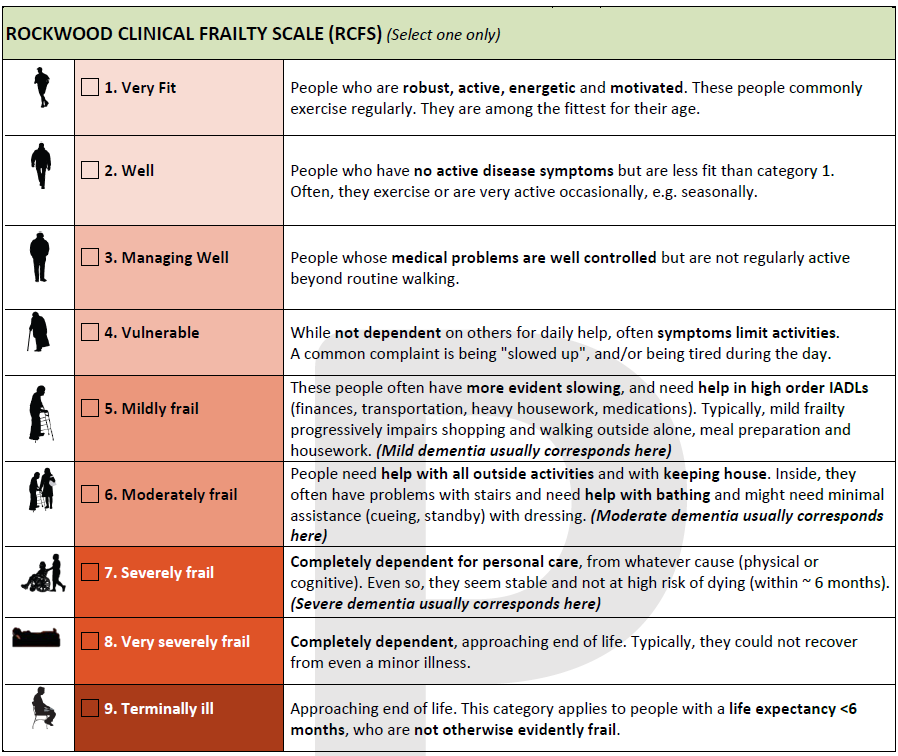 ROCKWOOD CLINICAL FRAILTY SCALE (RCFS) (Select one only)
1. Very Fit
People who are robust, active, energetic and motivated. These people commonly
exercise regularly. They are among the fittest for their age.
2. Well
People who have no active disease symptoms but are less fit than category 1.
Often, they exercise or are very active occasionally, e.g. seasonally.
3. Managing Well
People whose medical problems are well controlled but are not regularly active
beyond routine walking.
4. Vulnerable
While not dependent on others for daily help, often symptoms limit activities.
A common complaint is being "slowed up", and/or being tired during the day.
5. Mildly frail
These people often have more evident slowing, and need help in high order IADLs
(finances, transportation, heavy housework, medications). Typically, mild frailty
progressively impairs shopping and walking outside alone, meal preparation and
housework. (Mild dementia usually corresponds here)
6. Moderately frail
People need help with all outside activities and with keeping house. Inside, they
often have problems with stairs and need help with bathing and might need minimal
assistance (cueing, standby) with dressing. (Moderate dementia usually corresponds
here)
7. Severely frail
Completely dependent for personal care, from whatever cause (physical or
cognitive). Even so, they seem stable and not at high risk of dying (within ~ 6 months).
(Severe dementia usually corresponds here)
8. Very severely frail
Completely dependent, approaching end of life. Typically, they could not recover
from even a minor illness.
9. Terminally ill
Approaching end of life. This category applies to people with a life expectancy <6
months, who are not otherwise evidently frail.